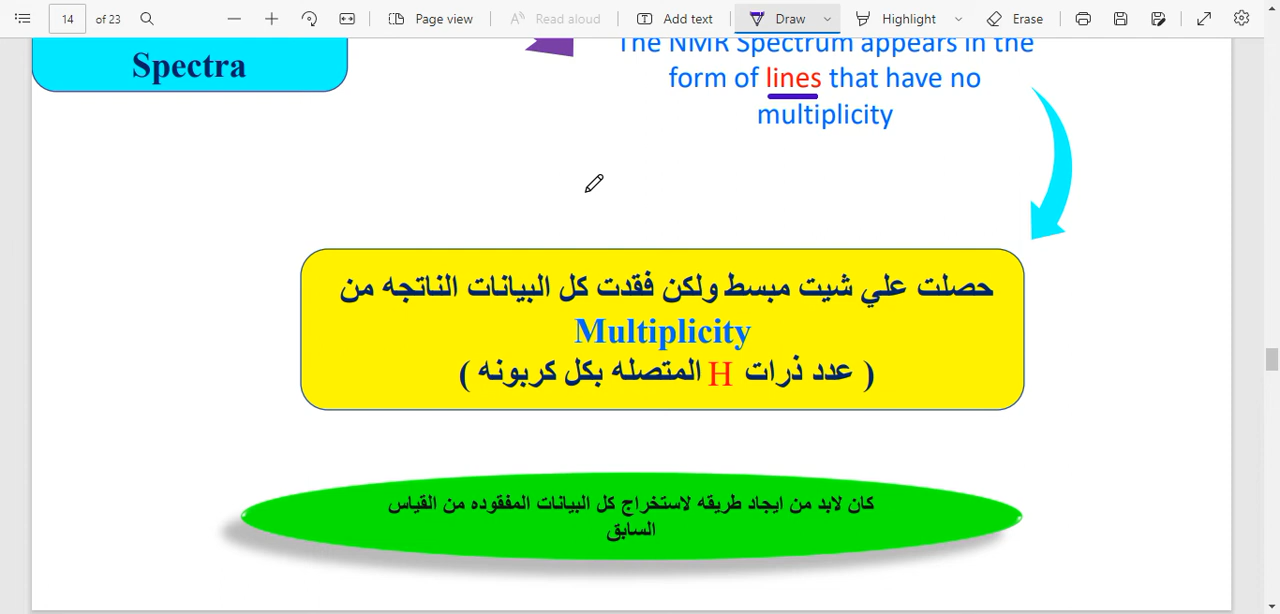 14 of 23 Page view Read aloud Add text Draw Highlight Erase
The NMR Spectrum appears in the
Spectra
form of lines that have no
multiplicity
حصلت علي شيت مبسط ولكن فقدت كل البيانات الناتجه من
Multiplicity
( عدد ذرات H المتصله بكل كربونه )
كان لابد من ايجاد طريقه لاستخراج كل البيانات المفقوده من القياس
السابق